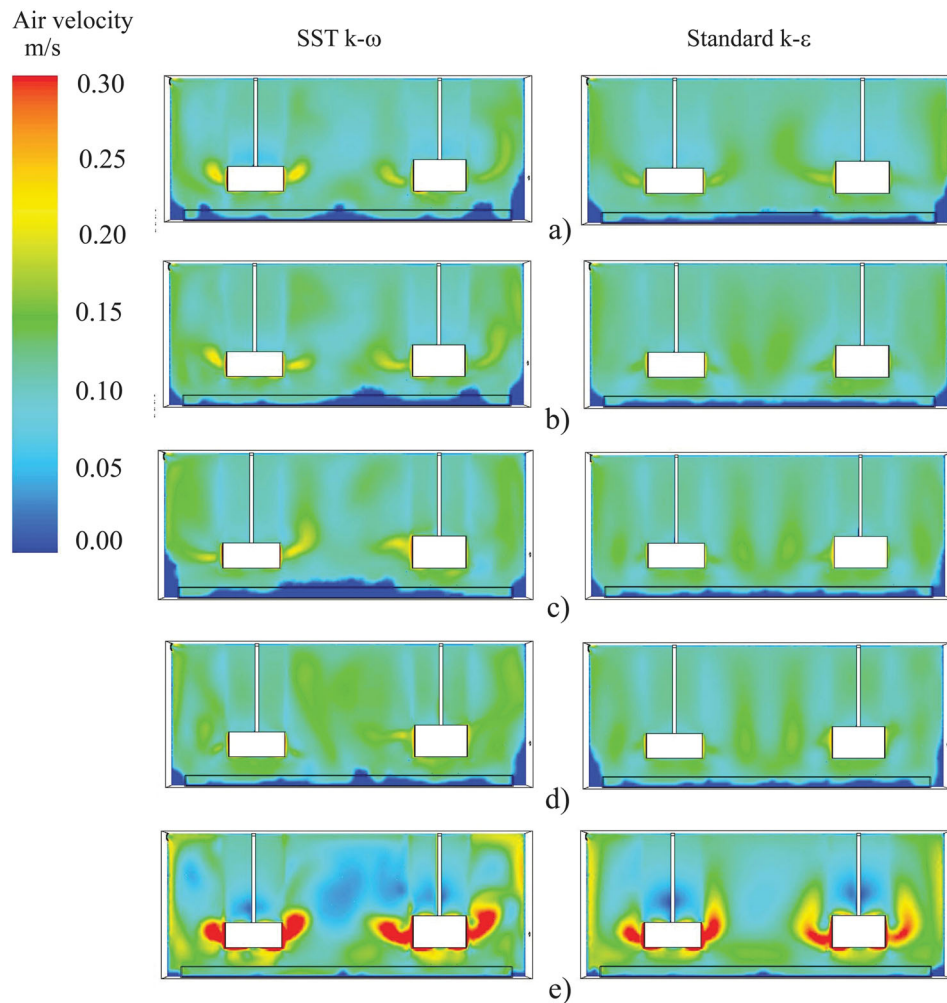 Air velocity
m/s
SST k-ω
Standard k-ε
0.30
0.25
0.20
0.15
0.10
0.05
0.00
a)
b)
c)
d)
e)